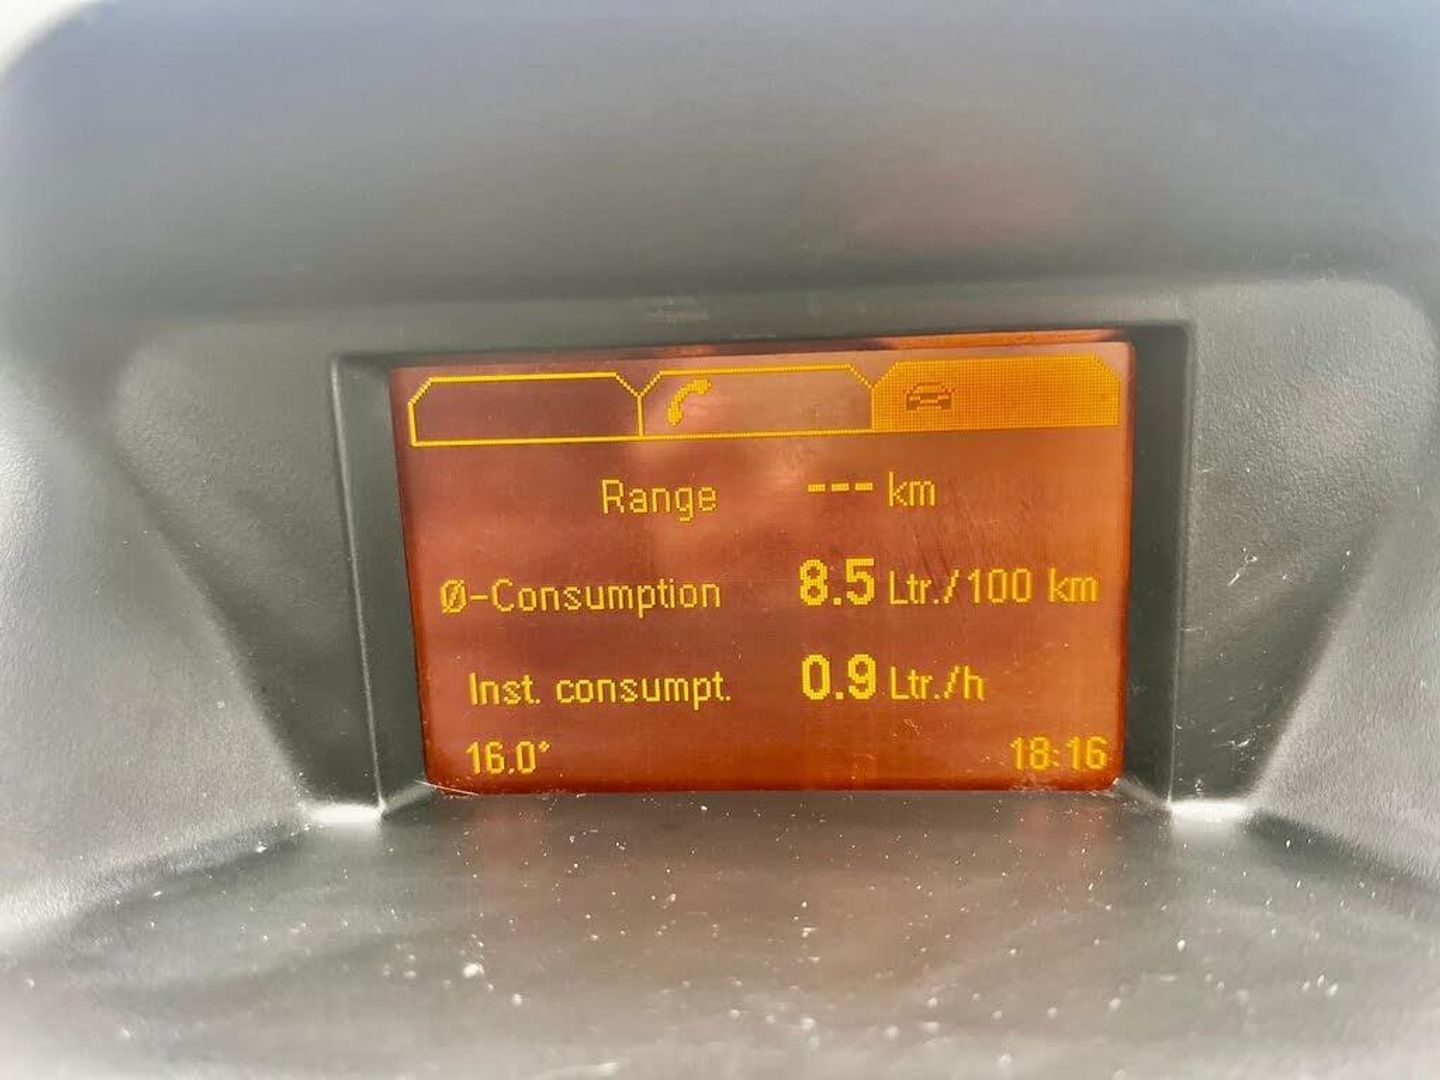 Range --- km
Ø-Consumption 8.5 Ltr./100 km
Inst. consumpt. 0.9 Ltr./h
16.0° 18:16